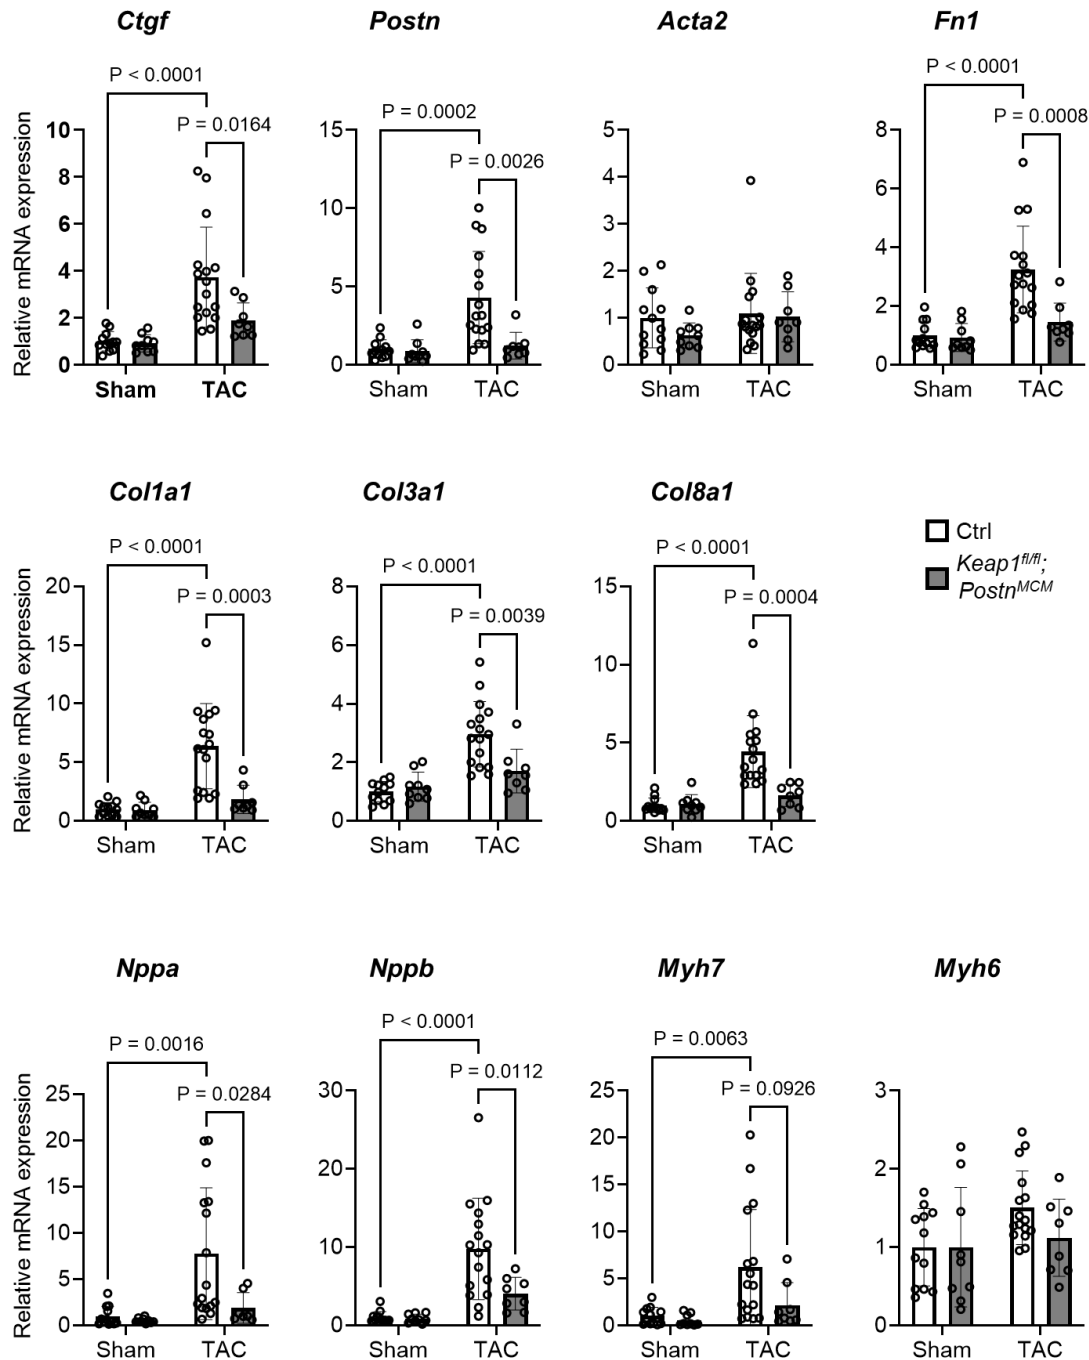 Ctgf Postn Acta2 Fn1
P < 0.0001 P = 0.0164 P = 0.0002 P = 0.0026 P < 0.0001 P = 0.0008
Relative mRNA expression
10 8 6 4 2 0
15 10 5 0
5 4 3 2 1 0
8 6 4 2 0
Sham TAC Sham TAC Sham TAC Sham TAC
Col1a1 Col3a1 Col8a1
P < 0.0001 P = 0.0003 P < 0.0001 P = 0.0039 P < 0.0001 P = 0.0004
Ctrl
Keap1fl/fl;
PostnMCM
Relative mRNA expression
20 15 10 5 0
8 6 4 2 0
15 10 5 0
Sham TAC Sham TAC Sham TAC
Nppa Nppb Myh7 Myh6
P = 0.0016 P = 0.0284 P < 0.0001 P = 0.0112 P = 0.0063 P = 0.0926
Relative mRNA expression
25 20 15 10 5 0
30 20 10 0
25 20 15 10 5 0
3 2 1 0
Sham TAC Sham TAC Sham TAC Sham TAC